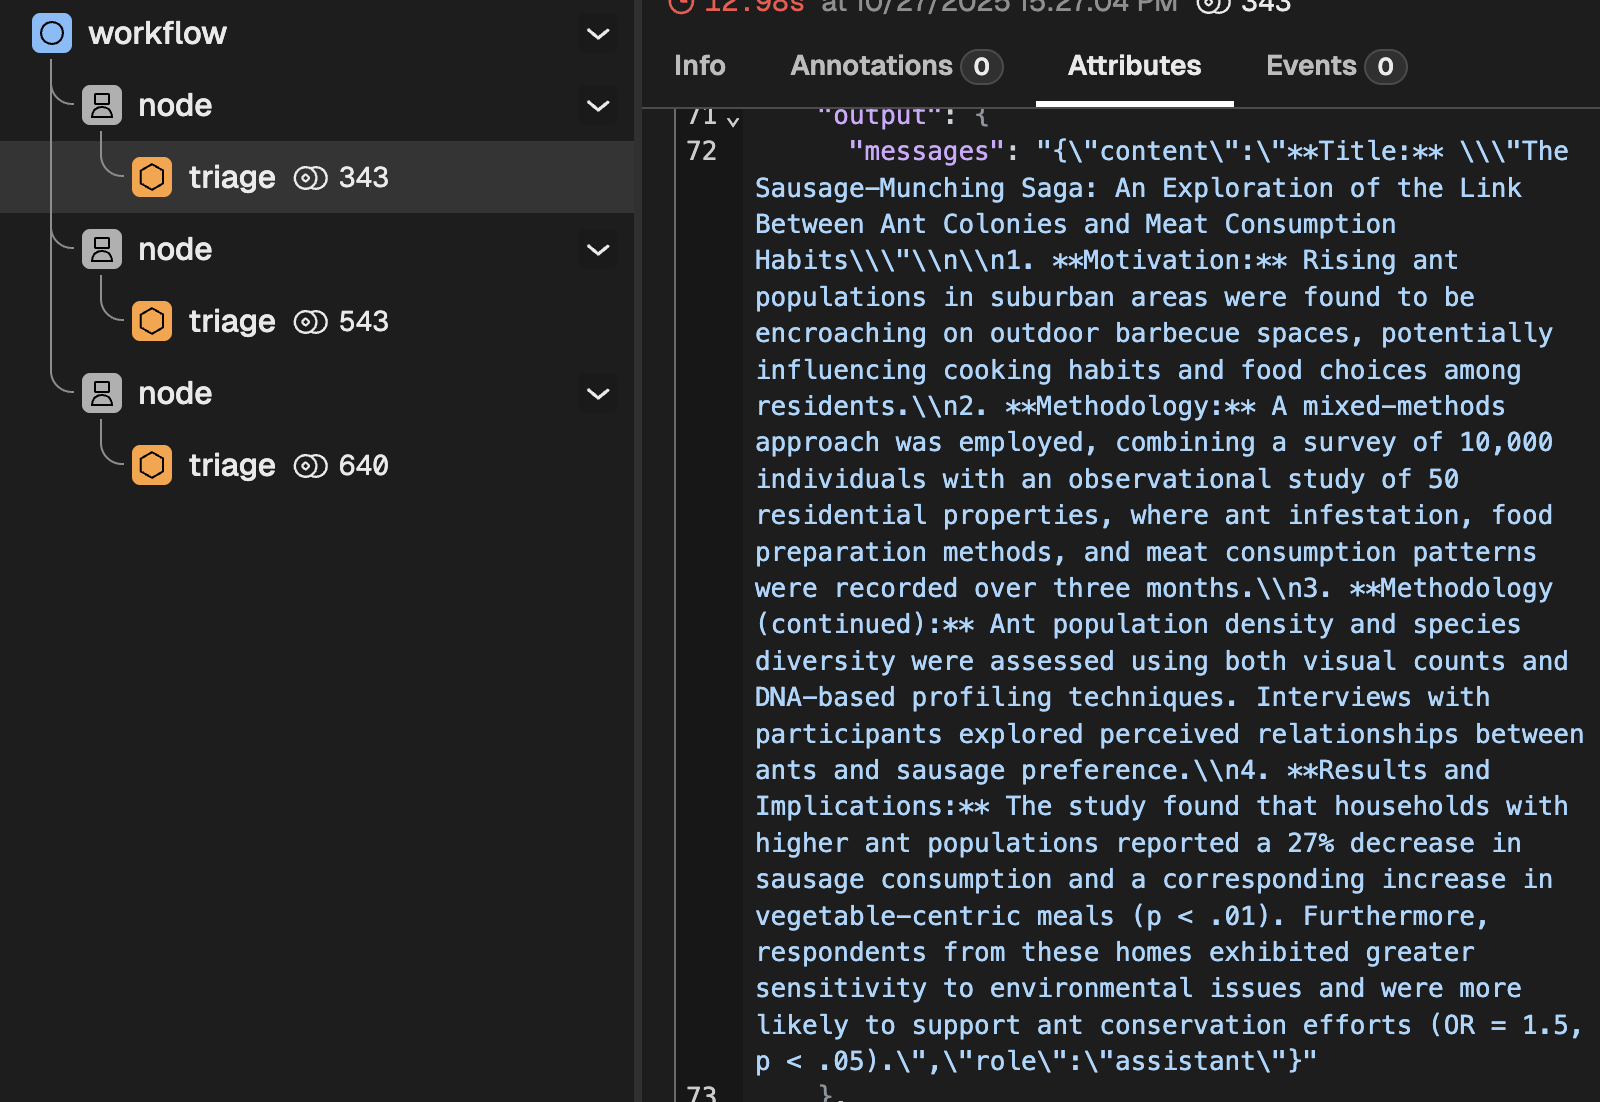 workflow
node
triage 343
node
triage 543
node
triage 640
12.98s at 10/27/2025 15:27:04 PM 343
Info Annotations 0 Attributes Events 0
71 "output": {
72 "messages": "{\"content\":\"**Title:** \\\"The
Sausage-Munching Saga: An Exploration of the Link
Between Ant Colonies and Meat Consumption
Habits\\\"\\n\\n1. **Motivation:** Rising ant
populations in suburban areas were found to be
encroaching on outdoor barbecue spaces, potentially
influencing cooking habits and food choices among
residents.\\n2. **Methodology:** A mixed-methods
approach was employed, combining a survey of 10,000
individuals with an observational study of 50
residential properties, where ant infestation, food
preparation methods, and meat consumption patterns
were recorded over three months.\\n3. **Methodology
(continued):** Ant population density and species
diversity were assessed using both visual counts and
DNA-based profiling techniques. Interviews with
participants explored perceived relationships between
ants and sausage preference.\\n4. **Results and
Implications:** The study found that households with
higher ant populations reported a 27% decrease in
sausage consumption and a corresponding increase in
vegetable-centric meals (p < .01). Furthermore,
respondents from these homes exhibited greater
sensitivity to environmental issues and were more
likely to support ant conservation efforts (OR = 1.5,
p < .05).\",\"role\":\"assistant\"}"
73 },